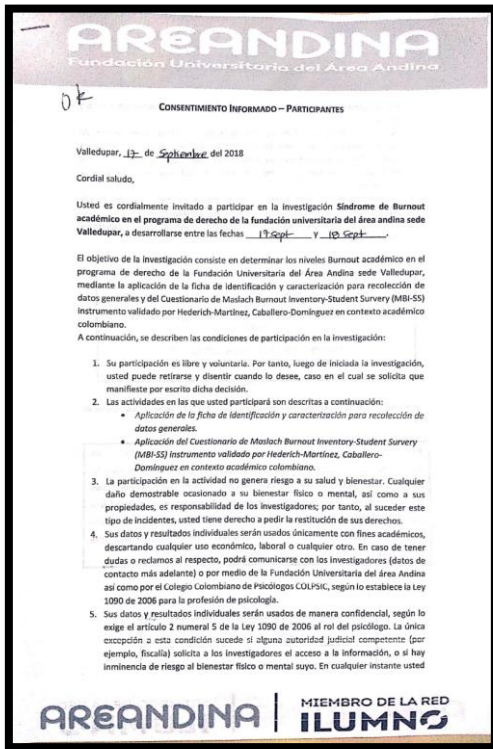 AREANDINA
Fundación Universitaria del Área Andina
ok
CONSENTIMIENTO INFORMADO – PARTICIPANTES
Valledupar, 17 de Septiembre del 2018
Cordial saludo,
Usted es cordialmente invitado a participar en la investigación Síndrome de Burnout
académico en el programa de derecho de la fundación universitaria del área andina sede
Valledupar, a desarrollarse entre las fechas 17 Sept y 18 Sept.
El objetivo de la investigación consiste en determinar los niveles Burnout académico en el
programa de derecho de la Fundación Universitaria del Área Andina sede Valledupar,
mediante la aplicación de la ficha de identificación y caracterización para recolección de
datos generales y del Cuestionario de Maslach Burnout Inventory-Student Survery (MBI-SS)
instrumento validado por Hederich-Martínez, Caballero-Domínguez en contexto académico
colombiano.
A continuación, se describen las condiciones de participación en la investigación:
1. Su participación es libre y voluntaria. Por tanto, luego de iniciada la investigación,
usted puede retirarse y disentir cuando lo desee, caso en el cual se solicita que
manifieste por escrito dicha decisión.
2. Las actividades en las que usted participará son descritas a continuación:
• Aplicación de la ficha de identificación y caracterización para recolección de
datos generales.
• Aplicación del Cuestionario de Maslach Burnout Inventory-Student Survery
(MBI-SS) instrumento validado por Hederich-Martínez, Caballero-
Domínguez en contexto académico colombiano.
3. La participación en la actividad no genera riesgo a su salud y bienestar. Cualquier
daño demostrable ocasionado a su bienestar físico o mental, así como a sus
propiedades, es responsabilidad de los investigadores; por tanto, al suceder este
tipo de incidentes, usted tiene derecho a pedir la restitución de sus derechos.
4. Sus datos y resultados individuales serán usados únicamente con fines académicos,
descartando cualquier uso económico, laboral o cualquier otro. En caso de tener
dudas o reclamos al respecto, podrá comunicarse con los investigadores (datos de
contacto más adelante) o por medio de la Fundación Universitaria del área Andina
así como por el Colegio Colombiano de Psicólogos COLPSIC, según lo establece la Ley
1090 de 2006 para la profesión de psicología.
5. Sus datos y resultados individuales serán usados de manera confidencial, según lo
exige el artículo 2 numeral 5 de la Ley 1090 de 2006 al rol del psicólogo. La única
excepción a esta condición sucede si alguna autoridad judicial competente (por
ejemplo, fiscalía) solicita a los investigadores el acceso a la información, o si hay
inminencia de riesgo al bienestar físico o mental suyo. En cualquier instante usted
AREANDINA
MIEMBRO DE LA RED
ILUMNO